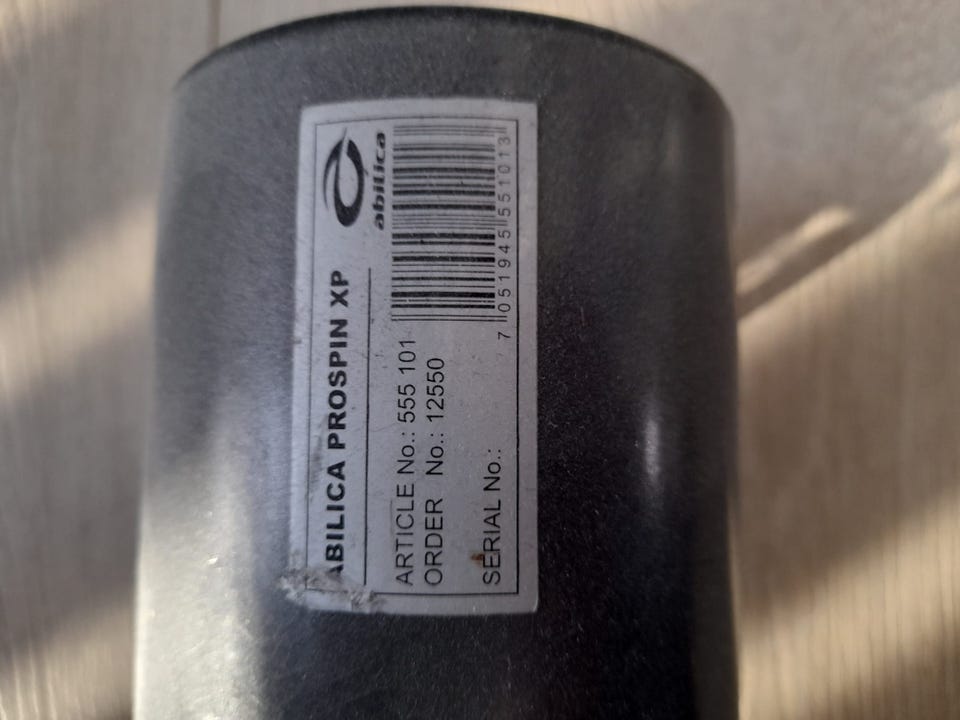 abilica
ABILICA PROSPIN XP
ARTICLE No.: 555 101
ORDER No.: 12550
SERIAL No.:
7 051945 551013